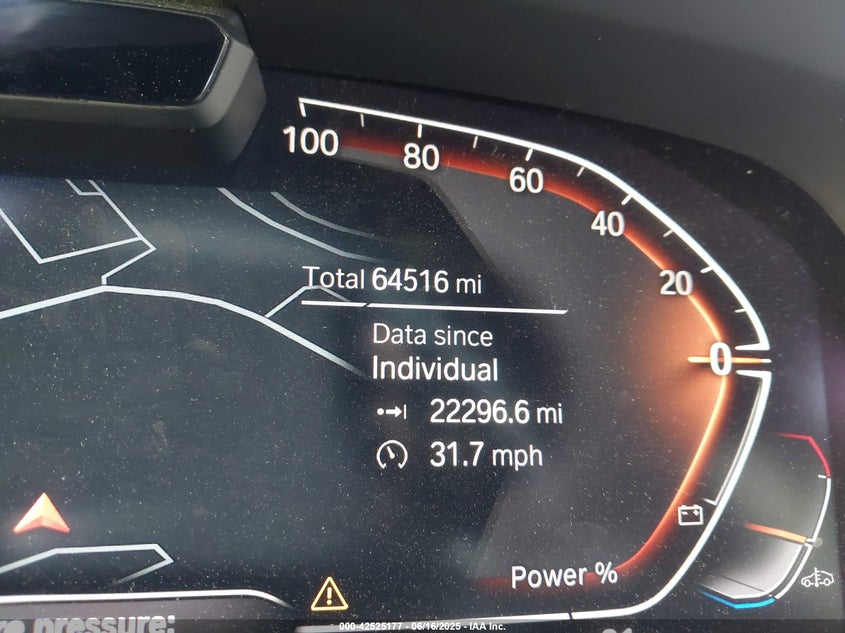 100
80
60
40
20
0
Total 64516 mi
Data since
Individual
22296.6 mi
31.7 mph
Power %
pressure:
000-42525177 - 06/16/2025 - IAA Inc.